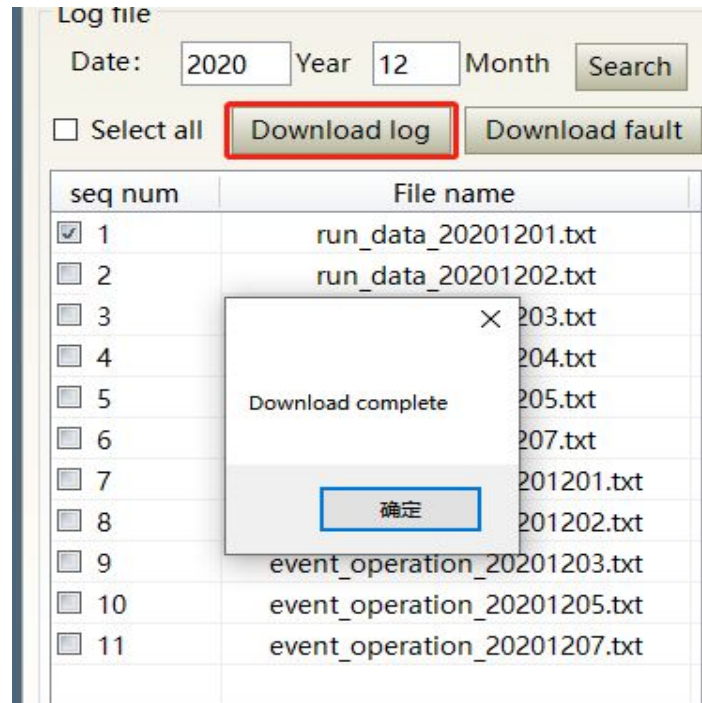 Log file
Date: 2020 Year 12 Month Search
Select all Download log Download fault
seq num File name
1 run_data_20201201.txt
2 run_data_20201202.txt
3 203.txt
4 204.txt
5 205.txt
6 207.txt
7 201201.txt
8 201202.txt
9 event_operation_20201203.txt
10 event_operation_20201205.txt
11 event_operation_20201207.txt
Download complete
确定